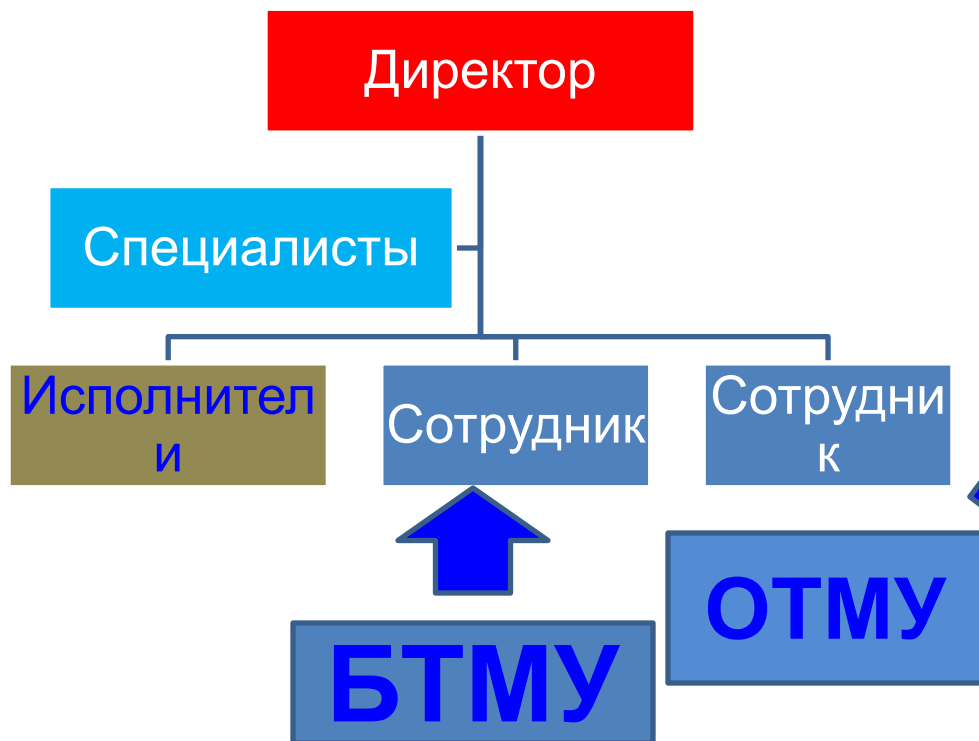 Директор
Специалисты
Исполнител
и
Сотрудник
Сотрудни
к
ОТМУ
БТМУ